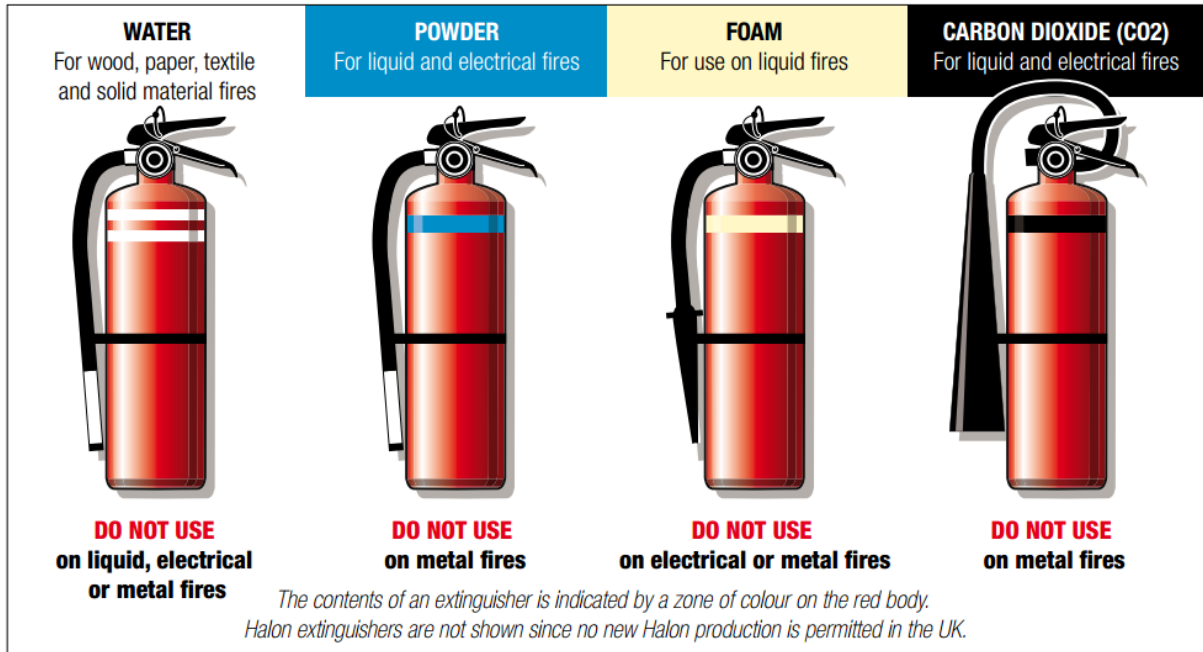 WATER
For wood, paper, textile
and solid material fires
POWDER
For liquid and electrical fires
FOAM
For use on liquid fires
CARBON DIOXIDE (CO2)
For liquid and electrical fires
DO NOT USE
on liquid, electrical
or metal fires
DO NOT USE
on metal fires
DO NOT USE
on electrical or metal fires
DO NOT USE
on metal fires
The contents of an extinguisher is indicated by a zone of colour on the red body.
Halon extinguishers are not shown since no new Halon production is permitted in the UK.